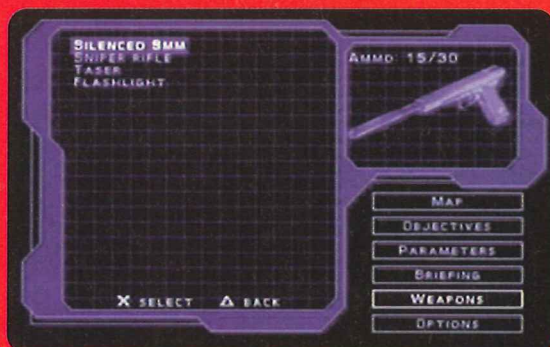 SILENCED 9MM
SNIPER RIFLE
TASER
FLASHLIGHT
AMMO: 15/30
MAP
OBJECTIVES
PARAMETERS
BRIEFING
WEAPONS
OPTIONS
X SELECT △ BACK